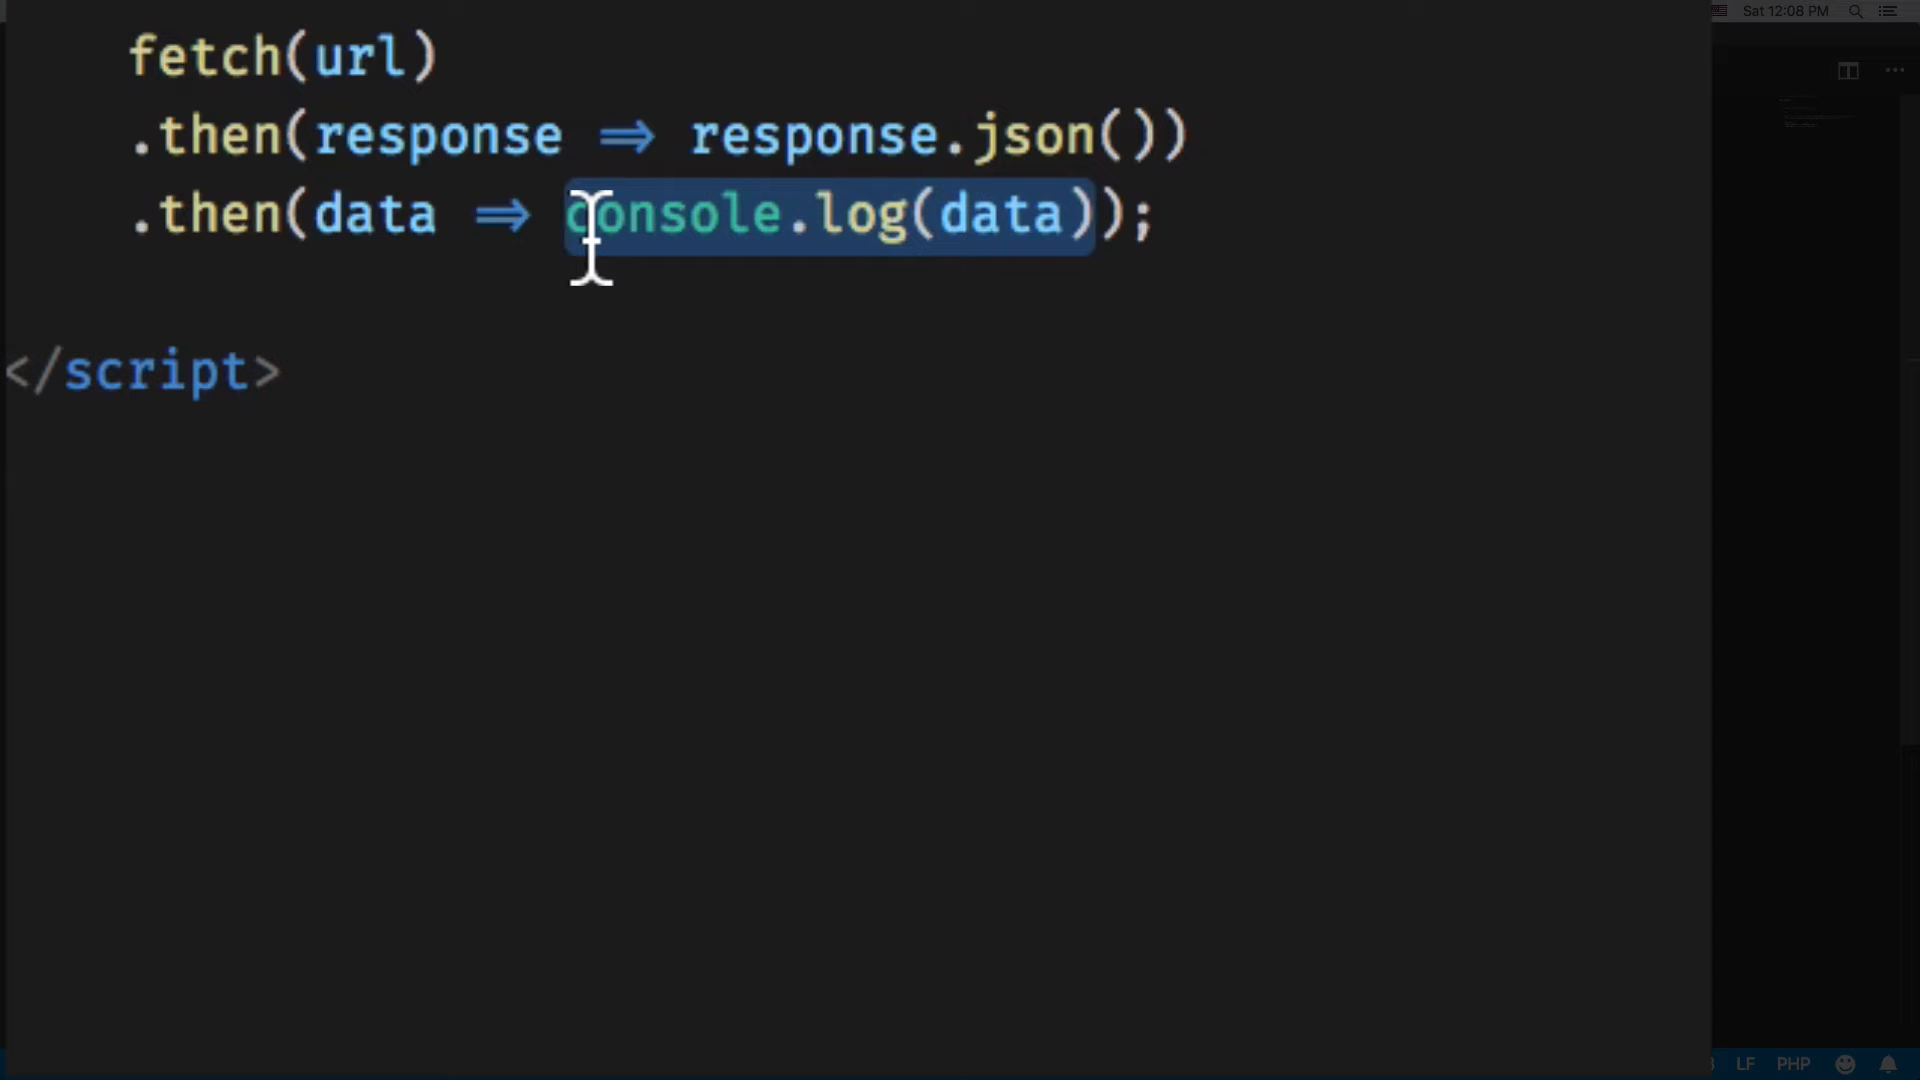 Sat 12:08 PM
fetch(url)
.then(response => response.json())
.then(data => console.log(data));
</script>
LF PHP